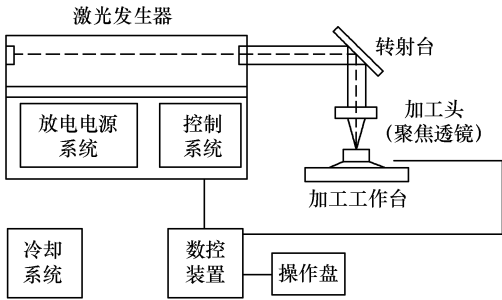 激光发生器
转射台
加工头
(聚焦透镜)
放电电源
系统
控制
系统
加工工作台
冷却
系统
数控
装置
操作盘